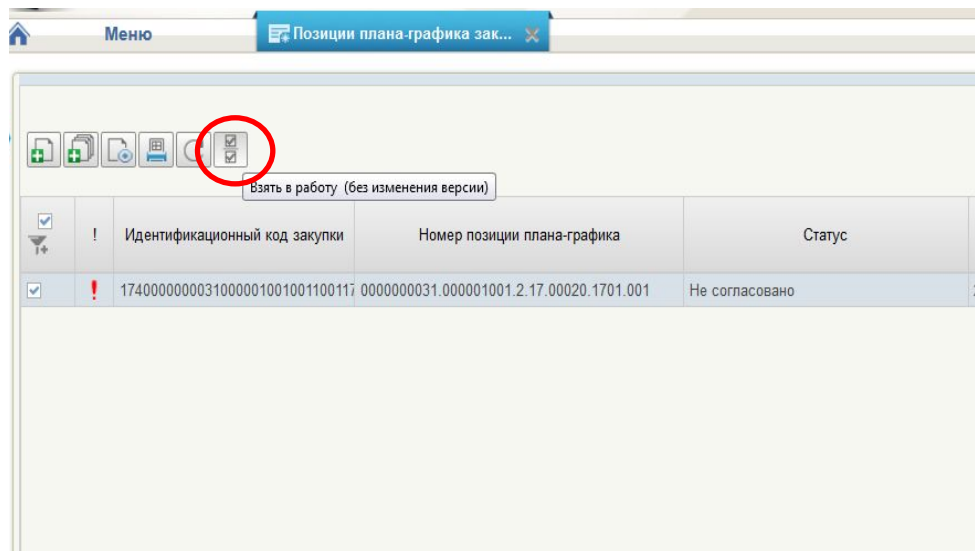 Меню
Позиции плана-графика зак...
Взять в работу (без изменения версии)
! Идентификационный код закупки Номер позиции плана-графика Статус
! 174000000003100000100100110011 0000000031.000001001.2.17.00020.1701.001 Не согласовано